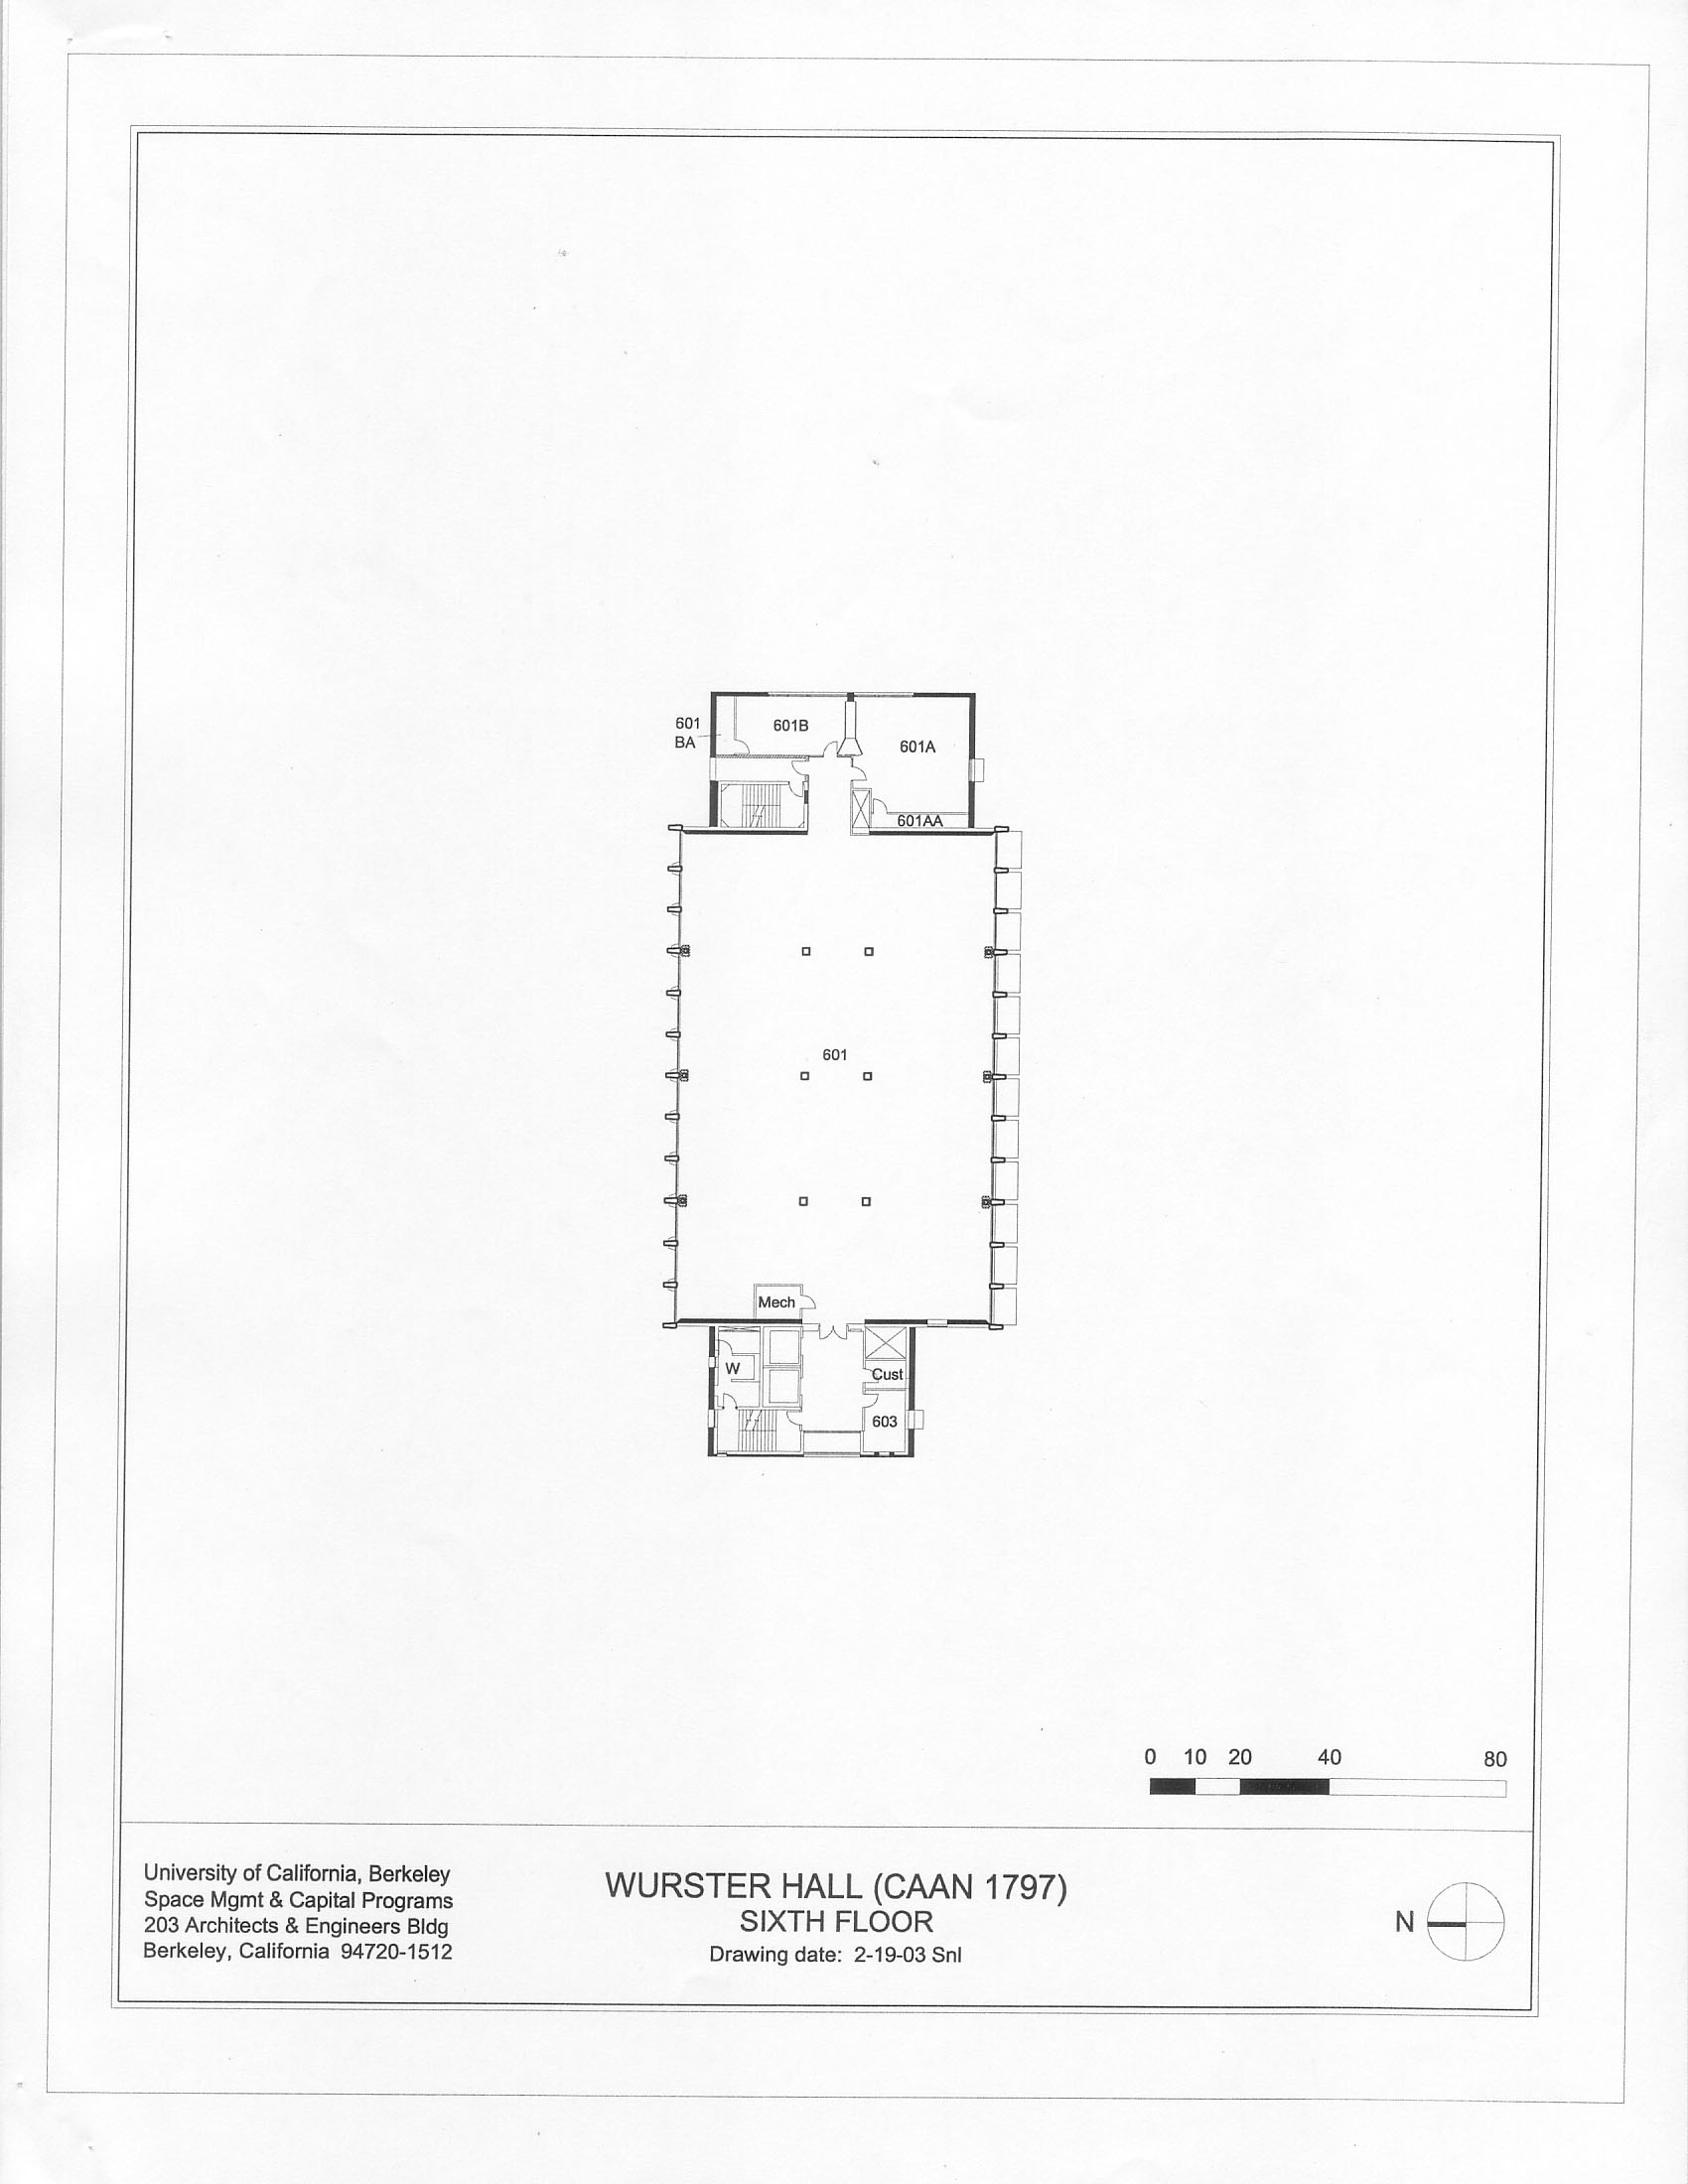 601
BA
601B
601A
601AA
601
Mech
W
Cust
603
0 10 20 40 80
University of California, Berkeley
Space Mgmt & Capital Programs
203 Architects & Engineers Bldg
Berkeley, California 94720-1512
WURSTER HALL (CAAN 1797)
SIXTH FLOOR
Drawing date: 2-19-03 Snl
N